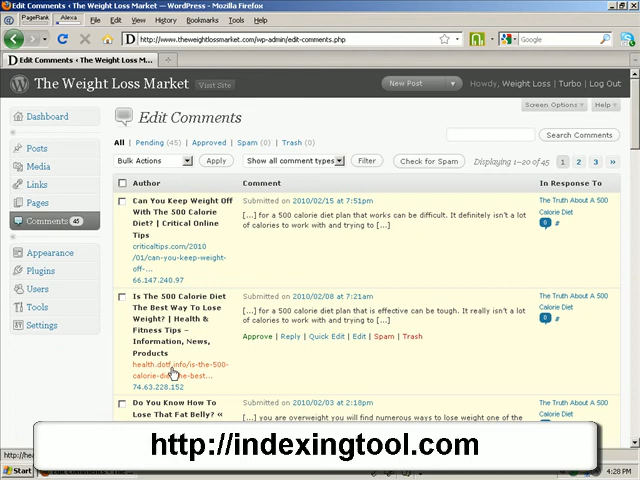 Edit Comments ‹ The Weight Loss Market — WordPress - Mozilla Firefox
File Edit View History Bookmarks Tools Help
PageRank Alexa
http://www.theweightlossmarket.com/wp-admin/edit-comments.php
Google
Edit Comments ‹ The Weight Loss M...
The Weight Loss Market Visit Site New Post Howdy, Weight Loss | Turbo | Log Out
Screen Options Help
Dashboard
Posts
Media
Links
Pages
Comments 45
Appearance
Plugins
Users
Tools
Settings
Edit Comments
All | Pending (45) | Approved | Spam (0) | Trash (0)
Search Comments
Bulk Actions Apply Show all comment types Filter Check for Spam Displaying 1–20 of 45 1 2 3 »
Author Comment In Response To
Can You Keep Weight Off
With The 500 Calorie
Diet? | Critical Online
Tips
criticaltips.com/2010
/01/can-you-keep-weight-
off-...
66.147.240.97
Submitted on 2010/02/15 at 7:51pm
[...] for a 500 calorie diet plan that works can be difficult. It definitely isn't a lot
of calories to work with and trying to [...]
The Truth About A 500
Calorie Diet
0 #
Is The 500 Calorie Diet
The Best Way To Lose
Weight? | Health &
Fitness Tips –
Information, News,
Products
health.dotf.info/is-the-500-
calorie-diet-the-best...
74.63.228.152
Submitted on 2010/02/08 at 7:21am
[...] for a 500 calorie diet plan that is effective can be tough. It really isn't a lot
of calories to work with and trying to [...]
Approve | Reply | Quick Edit | Edit | Spam | Trash
The Truth About A 500
Calorie Diet
0 #
Do You Know How To
Lose That Fat Belly? «
Submitted on 2010/02/03 at 2:18pm
[...] you are overweight you will find numerous ways to lose weight one of the
The Truth About A 500
Calorie Diet
http://indexingtool.com
Start
4:28 PM